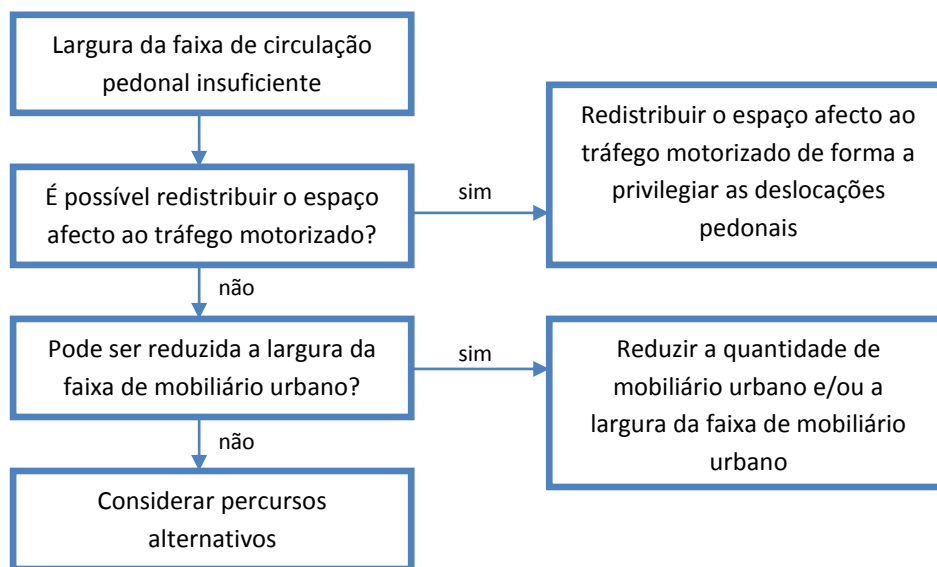 Largura da faixa de circulação
pedonal insuficiente
É possível redistribuir o espaço
afecto ao tráfego motorizado?
sim
Redistribuir o espaço afecto ao
tráfego motorizado de forma a
privilegiar as deslocações
pedonais
não
Pode ser reduzida a largura da
faixa de mobiliário urbano?
sim
Reduzir a quantidade de
mobiliário urbano e/ou a
largura da faixa de mobiliário
urbano
não
Considerar percursos
alternativos